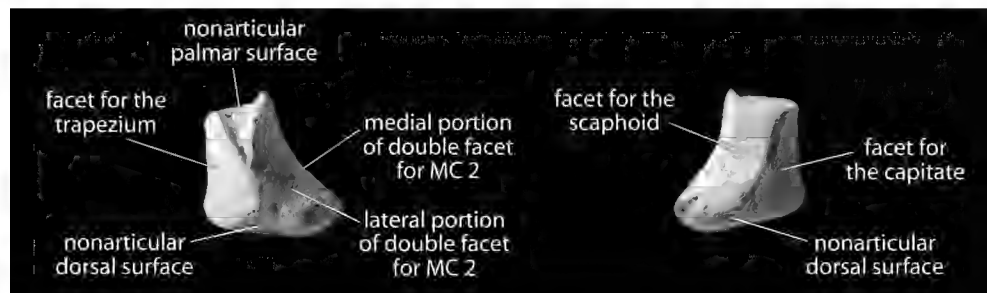 nonarticular
palmar surface
facet for the
trapezium
medial portion
of double facet
for MC 2
lateral portion
of double facet
for MC 2
nonarticular
dorsal surface
facet for the
scaphoid
facet for
the capitate
nonarticular
dorsal surface